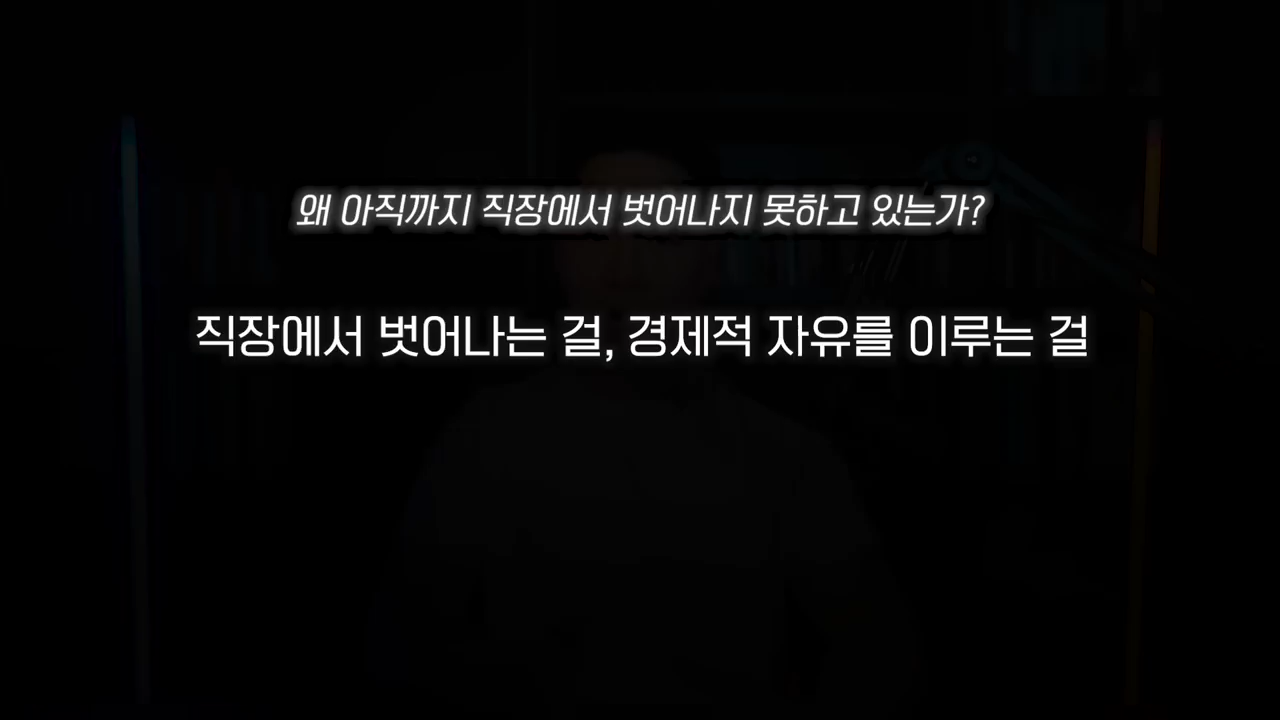 왜 아직까지 직장에서 벗어나지 못하고 있는가?
직장에서 벗어나는 걸, 경제적 자유를 이루는 걸